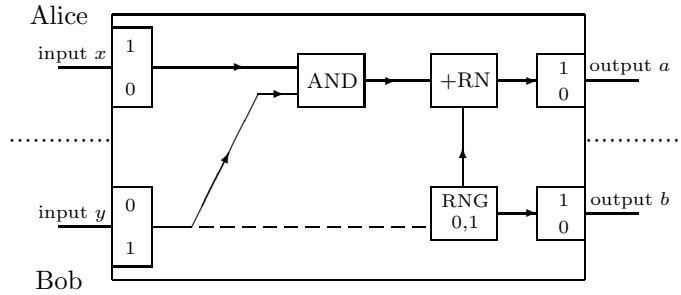 Alice
input x
1
0
AND
+RN
1
0
output a
input y
0
1
RNG
0,1
1
0
output b
Bob